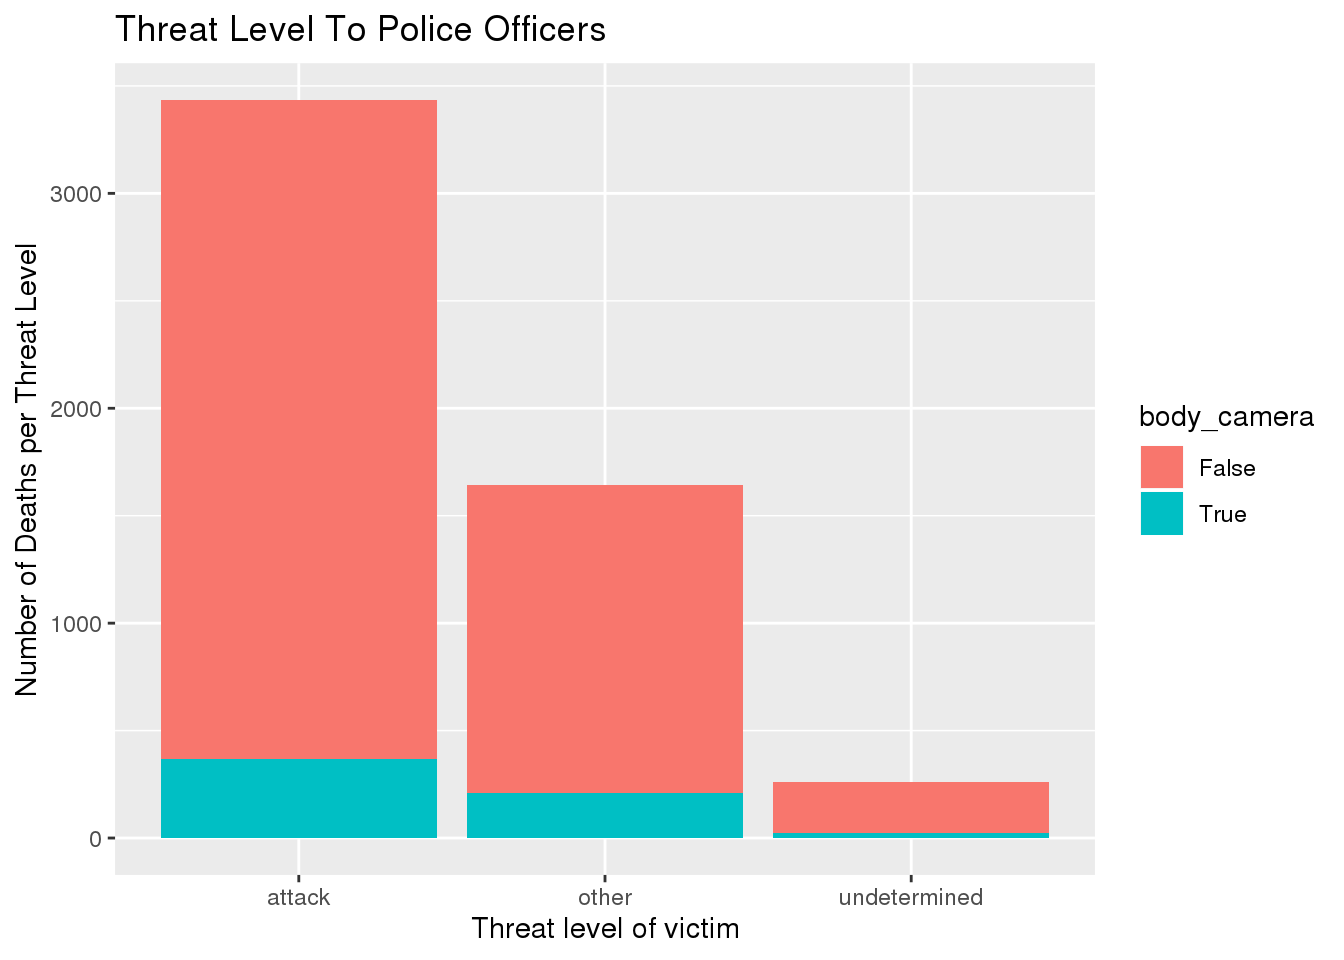 Threat Level To Police Officers
Number of Deaths per Threat Level
3000
2000
1000
0
attack
other
undetermined
Threat level of victim
body_camera
False
True